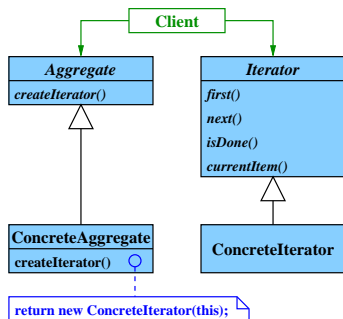 Client
Aggregate
createIterator()
Iterator
first()
next()
isDone()
currentItem()
ConcreteAggregate
createIterator()
ConcreteIterator
return new ConcreteIterator(this);